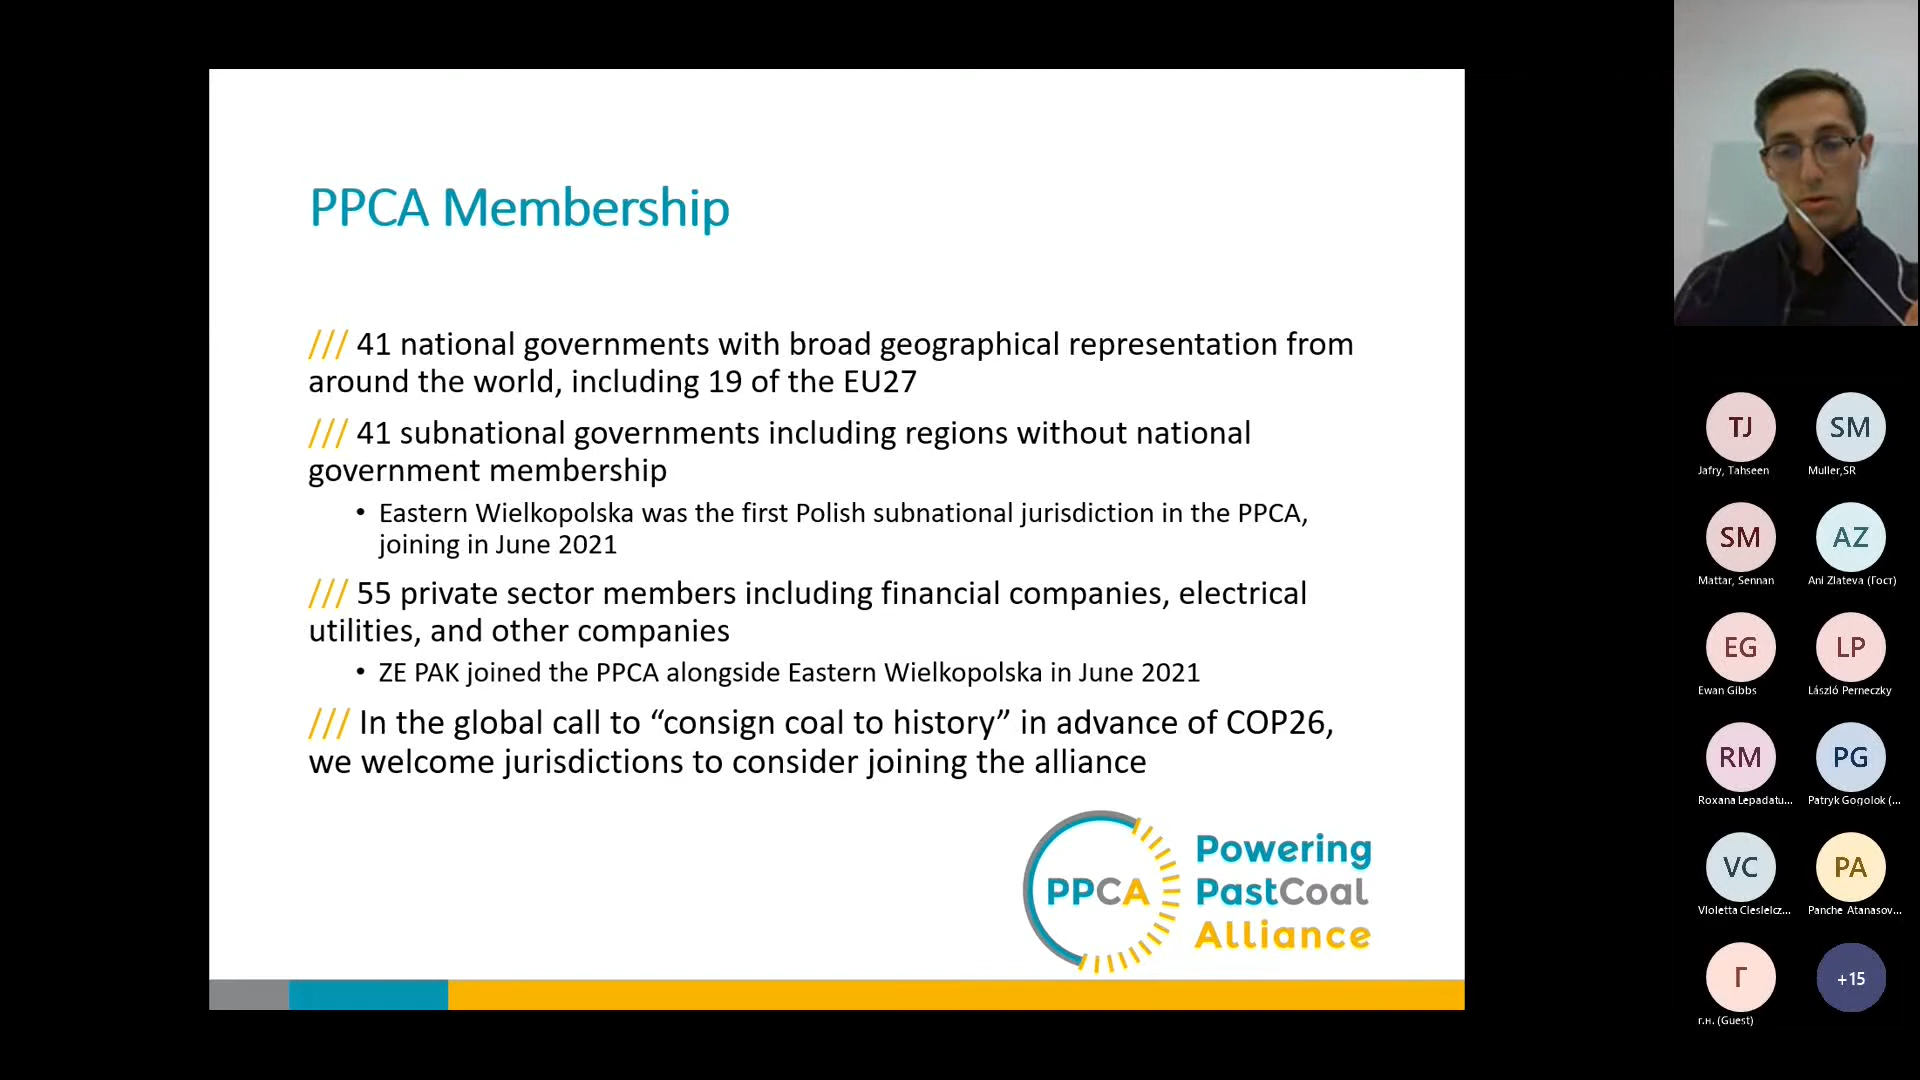 PPCA Membership
/// 41 national governments with broad geographical representation from
around the world, including 19 of the EU27
/// 41 subnational governments including regions without national
government membership
• Eastern Wielkopolska was the first Polish subnational jurisdiction in the PPCA,
joining in June 2021
/// 55 private sector members including financial companies, electrical
utilities, and other companies
• ZE PAK joined the PPCA alongside Eastern Wielkopolska in June 2021
/// In the global call to “consign coal to history” in advance of COP26,
we welcome jurisdictions to consider joining the alliance
PPCA
Powering
PastCoal
Alliance
TJ
Jafry, Tahseen
SM
Muller,SR
SM
Mattar, Sennan
AZ
Ani Zlateva (Гост)
EG
Ewan Gibbs
LP
László Perneczky
RM
Roxana Lepadatu...
PG
Patryk Gogolok (...
VC
Violetta Cieslelcz...
PA
Panche Atanasov...
Г
г.н. (Guest)
+15